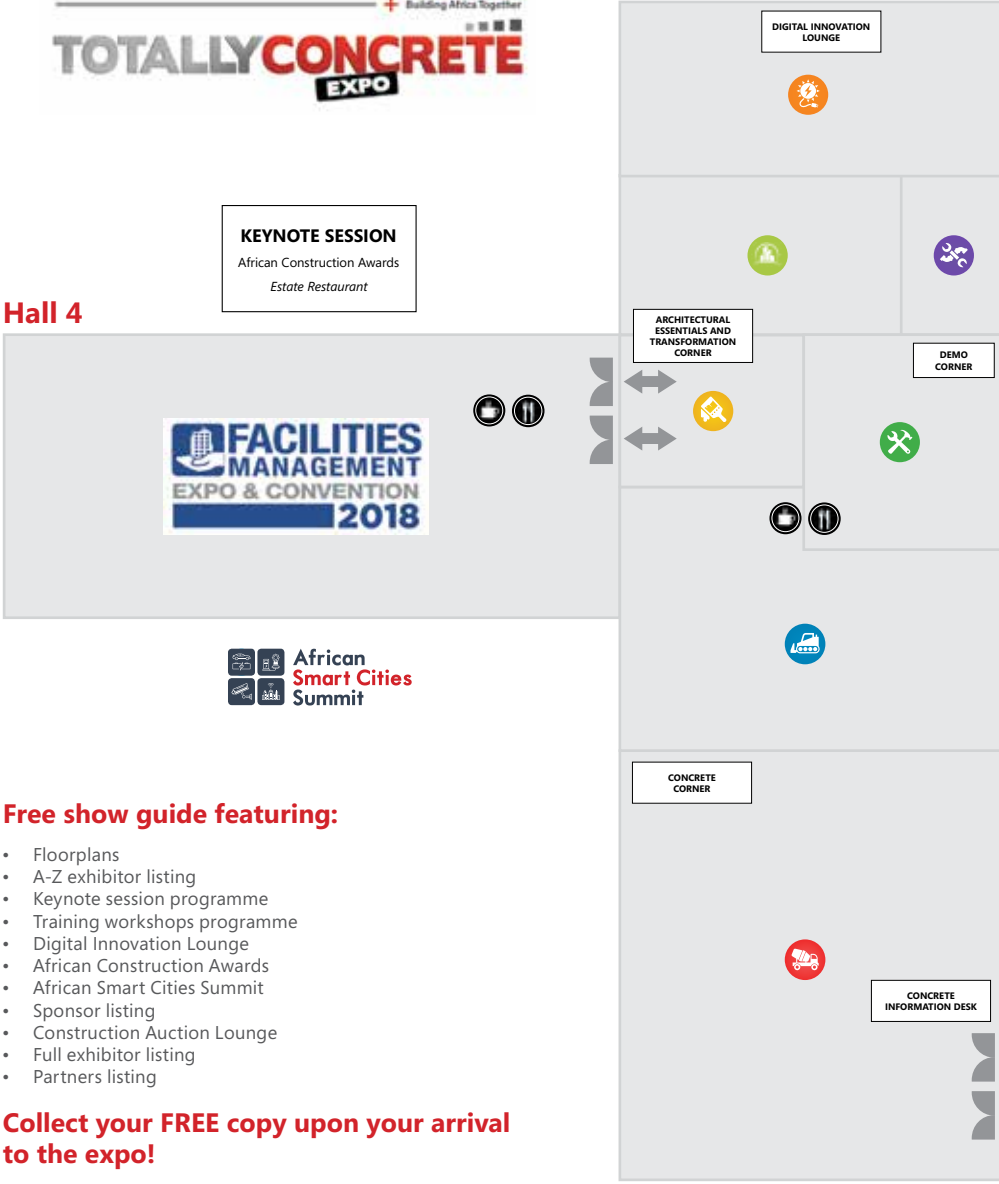 Building Africa Together
TOTALLYCONCRETE
EXPO
DIGITAL INNOVATION
LOUNGE
KEYNOTE SESSION
African Construction Awards
Estate Restaurant
Hall 4
ARCHITECTURAL
ESSENTIALS AND
TRANSFORMATION
CORNER
DEMO
CORNER
FACILITIES
MANAGEMENT
EXPO & CONVENTION
2018
African
Smart Cities
Summit
CONCRETE
CORNER
Free show guide featuring:
• Floorplans
• A-Z exhibitor listing
• Keynote session programme
• Training workshops programme
• Digital Innovation Lounge
• African Construction Awards
• African Smart Cities Summit
• Sponsor listing
• Construction Auction Lounge
• Full exhibitor listing
• Partners listing
CONCRETE
INFORMATION DESK
Collect your FREE copy upon your arrival
to the expo!